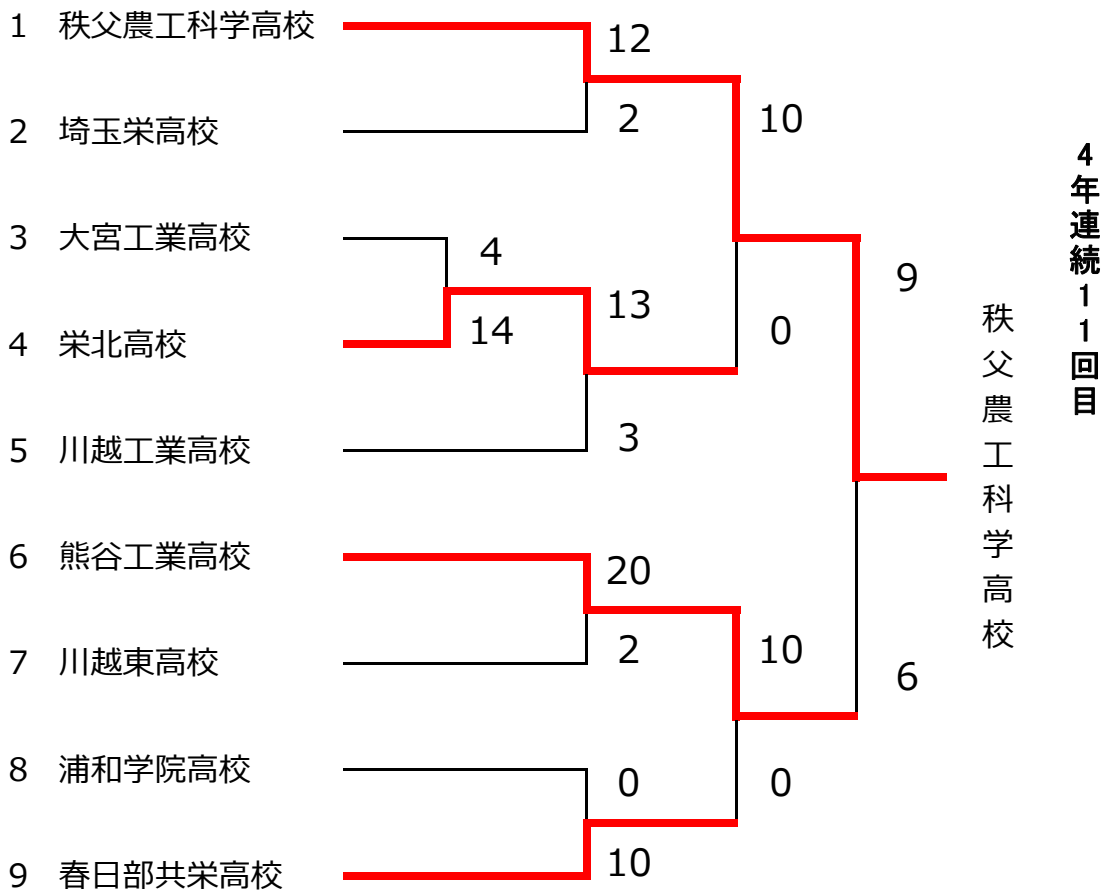 1 秩父農工科学高校
12
2
2 埼玉栄高校
10
3 大宮工業高校
4
14
13
0
4 栄北高校
5 川越工業高校
3
9
6 熊谷工業高校
20
2
7 川越東高校
10
6
8 浦和学院高校
0
0
10
9 春日部共栄高校
秩父農工科学高校
4年連続11回目